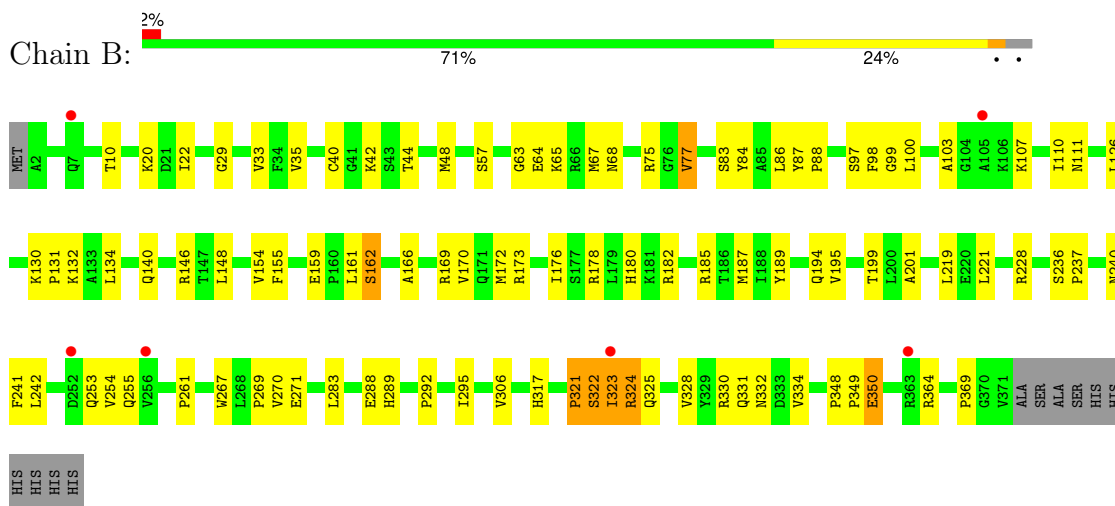 2%
Chain B:
71% 24% • •
MET A2 Q7 T10 K20 D21 I22 G29 V33 F34 V35 C40 G41 K42 S43 T44 M48 S57 G63 E64 K65 R66 M67 N68 R75 G76 V77 S83 Y84 A85 L86 Y87 P88 S97 F98 G99 L100 A103 G104 A105 K106 K107 I110 N111 L126
K130 P131 K132 A133 L134 Q140 R146 T147 L148 V154 F155 E159 P160 L161 S162 A166 R169 V170 Q171 M172 R173 I176 S177 R178 L179 H180 K181 R182 R185 T186 M187 I188 Y189 Q194 V195 T199 L200 A201 L219 E220 L221 R228 S236 P237 N240
F241 L242 D252 Q253 V254 Q255 V256 P261 W267 L268 P269 V270 E271 L283 E288 H289 P292 I295 V306 H317 P321 S322 I323 R324 Q325 V328 Y329 R330 Q331 N332 D333 V334 P348 P349 E350 R363 R364 P369 G370 V371 ALA SER ALA SER HIS HIS
HIS HIS HIS HIS